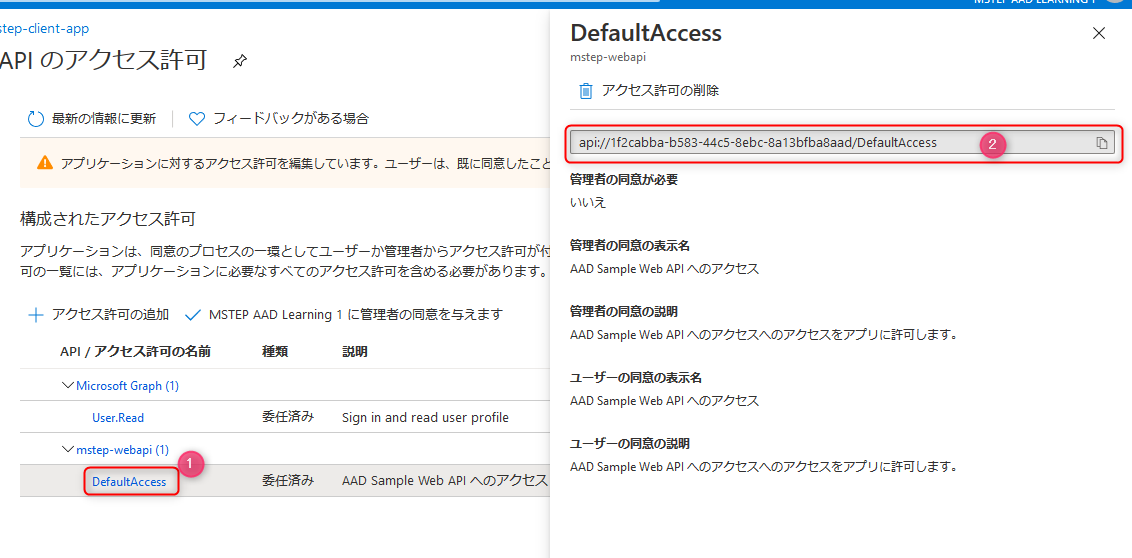 MSTEP AAD LEARNING 1
step-client-app
API のアクセス許可
最新の情報に更新
フィードバックがある場合
アプリケーションに対するアクセス許可を編集しています。ユーザーは、既に同意したこと
構成されたアクセス許可
アプリケーションは、同意のプロセスの一環としてユーザーか管理者からアクセス許可が付
可の一覧には、アプリケーションに必要なすべてのアクセス許可を含める必要があります。
アクセス許可の追加
MSTEP AAD Learning 1 に管理者の同意を与えます
API / アクセス許可の名前 種類 説明
Microsoft Graph (1)
User.Read 委任済み Sign in and read user profile
mstep-webapi (1)
1
DefaultAccess 委任済み AAD Sample Web API へのアクセス
DefaultAccess
mstep-webapi
アクセス許可の削除
api://1f2cabba-b583-44c5-8ebc-8a13bfba8aad/DefaultAccess
2
管理者の同意が必要
いいえ
管理者の同意の表示名
AAD Sample Web API へのアクセス
管理者の同意の説明
AAD Sample Web API へのアクセスへのアクセスをアプリに許可します。
ユーザーの同意の表示名
AAD Sample Web API へのアクセス
ユーザーの同意の説明
AAD Sample Web API へのアクセスへのアクセスをアプリに許可します。